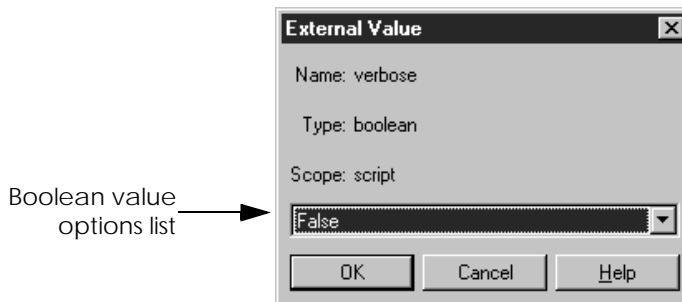 External Value
Name: verbose
Type: boolean
Scope: script
Boolean value
options list
False
OK Cancel Help